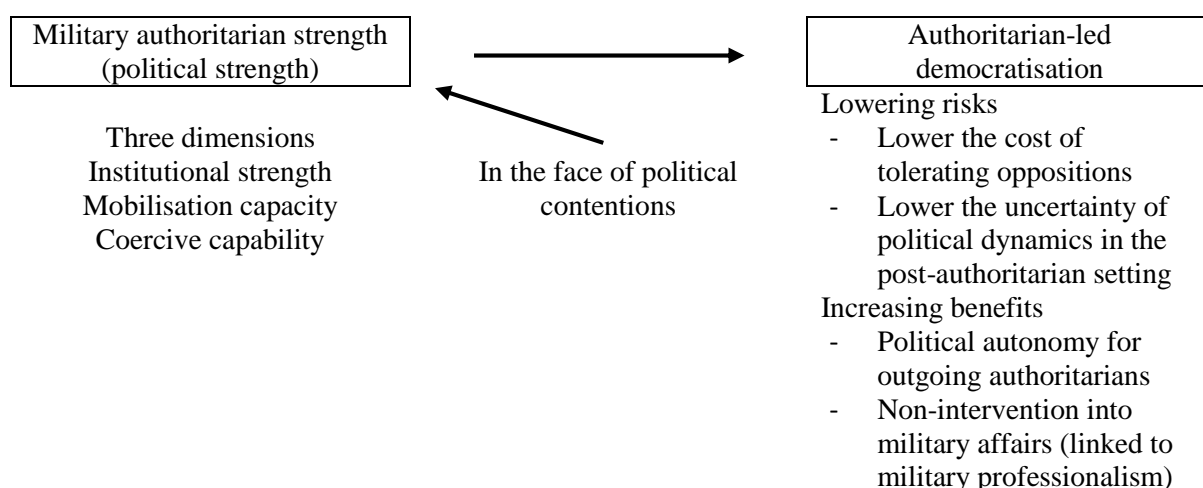 Military authoritarian strength
(political strength)
Three dimensions
Institutional strength
Mobilisation capacity
Coercive capability
In the face of political
contentions
Authoritarian-led
democratisation
Lowering risks
- Lower the cost of
tolerating oppositions
- Lower the uncertainty of
political dynamics in the
post-authoritarian setting
Increasing benefits
- Political autonomy for
outgoing authoritarians
- Non-intervention into
military affairs (linked to
military professionalism)